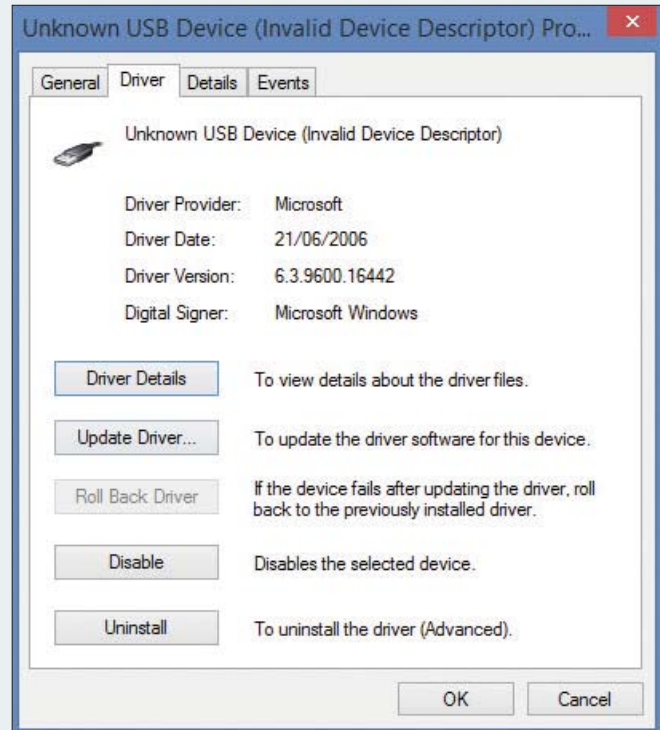 Unknown USB Device (Invalid Device Descriptor) Pro...
General Driver Details Events
Unknown USB Device (Invalid Device Descriptor)
Driver Provider: Microsoft
Driver Date: 21/06/2006
Driver Version: 6.3.9600.16442
Digital Signer: Microsoft Windows
Driver Details To view details about the driver files.
Update Driver... To update the driver software for this device.
Roll Back Driver If the device fails after updating the driver, roll
back to the previously installed driver.
Disable Disables the selected device.
Uninstall To uninstall the driver (Advanced).
OK Cancel